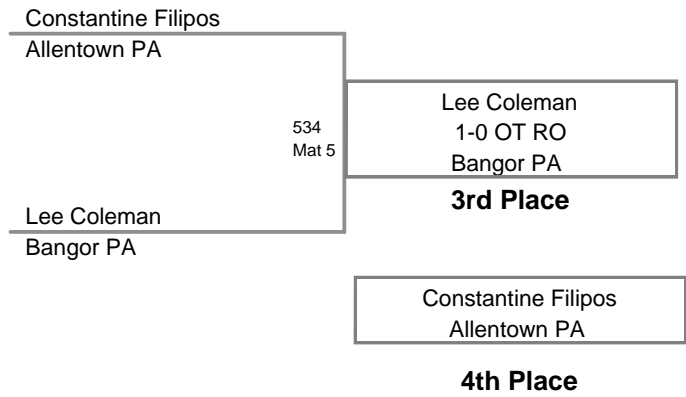 Constantine Filipos
Allentown PA
534
Mat 5
Lee Coleman
1-0 OT RO
Bangor PA
3rd Place
Lee Coleman
Bangor PA
Constantine Filipos
Allentown PA
4th Place